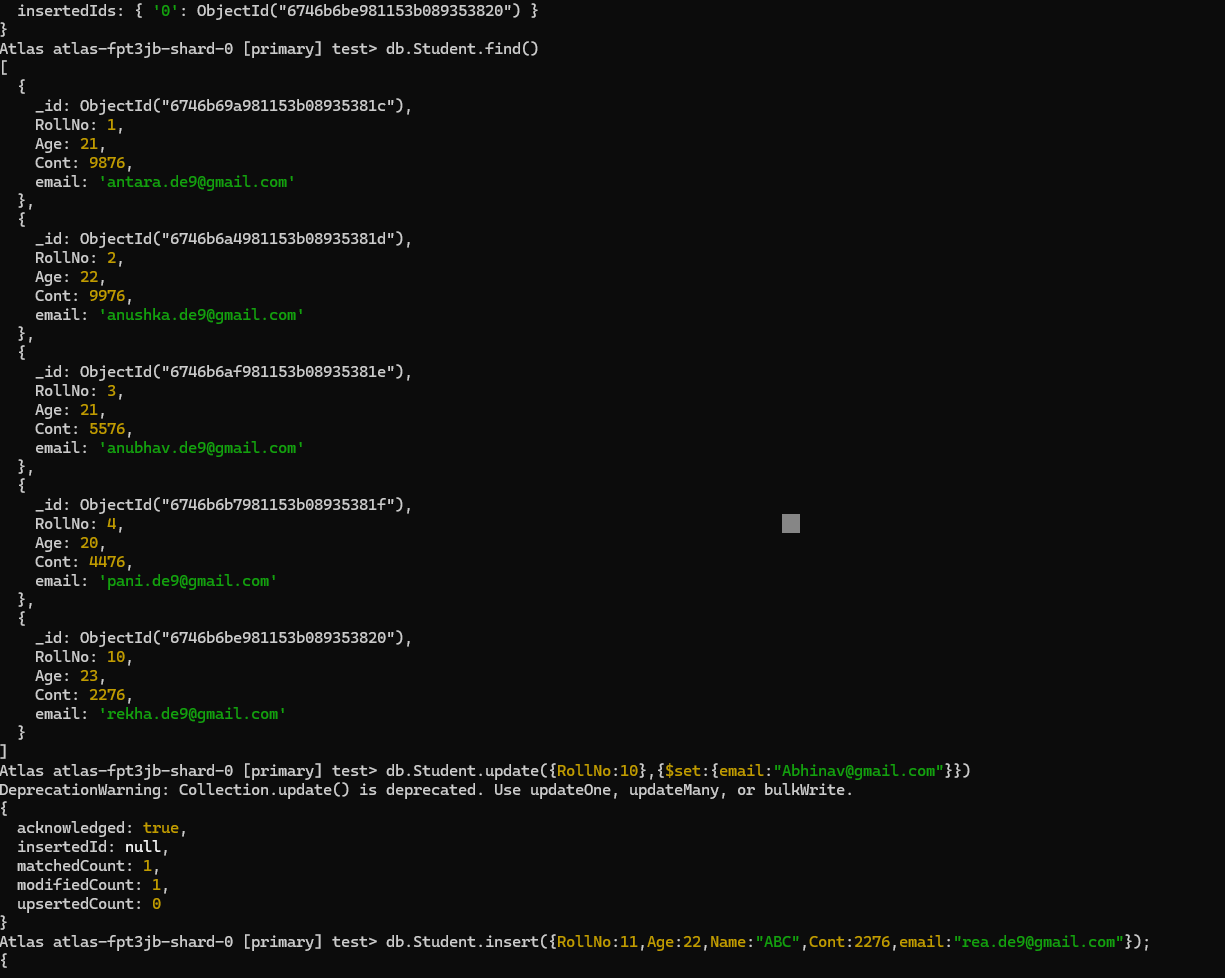 insertedIds: { '0': ObjectId("6746b6be981153b089353820") }
}
Atlas atlas-fpt3jb-shard-0 [primary] test> db.Student.find()
[
  {
    _id: ObjectId("6746b69a981153b08935381c"),
    RollNo: 1,
    Age: 21,
    Cont: 9876,
    email: 'antara.de9@gmail.com'
  },
  {
    _id: ObjectId("6746b6a4981153b08935381d"),
    RollNo: 2,
    Age: 22,
    Cont: 9976,
    email: 'anushka.de9@gmail.com'
  },
  {
    _id: ObjectId("6746b6af981153b08935381e"),
    RollNo: 3,
    Age: 21,
    Cont: 5576,
    email: 'anubhav.de9@gmail.com'
  },
  {
    _id: ObjectId("6746b6b7981153b08935381f"),
    RollNo: 4,
    Age: 20,
    Cont: 4476,
    email: 'pani.de9@gmail.com'
  },
  {
    _id: ObjectId("6746b6be981153b089353820"),
    RollNo: 10,
    Age: 23,
    Cont: 2276,
    email: 'rekha.de9@gmail.com'
  }
]
Atlas atlas-fpt3jb-shard-0 [primary] test> db.Student.update({RollNo:10},{$set:{email:"Abhinav@gmail.com"}})
DeprecationWarning: Collection.update() is deprecated. Use updateOne, updateMany, or bulkWrite.
{
  acknowledged: true,
  insertedId: null,
  matchedCount: 1,
  modifiedCount: 1,
  upsertedCount: 0
}
Atlas atlas-fpt3jb-shard-0 [primary] test> db.Student.insert({RollNo:11,Age:22,Name:"ABC",Cont:2276,email:"rea.de9@gmail.com"});
{